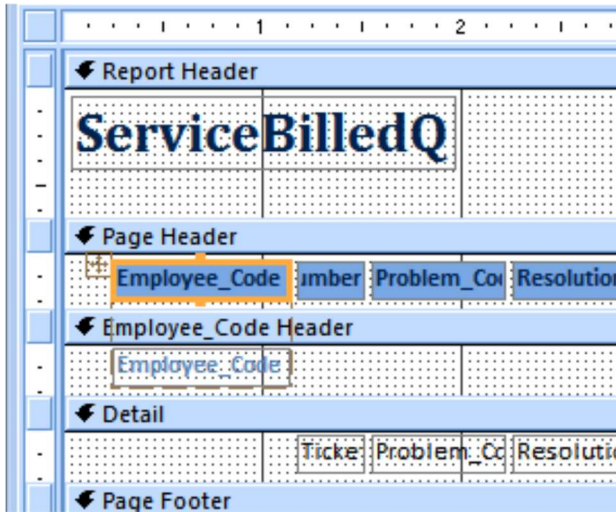 1 2
Report Header
ServiceBilledQ
Page Header
Employee_Code umber Problem_Co Resolution
Employee_Code Header
Employee_Code
Detail
Ticke Problem_Co Resolutio
Page Footer